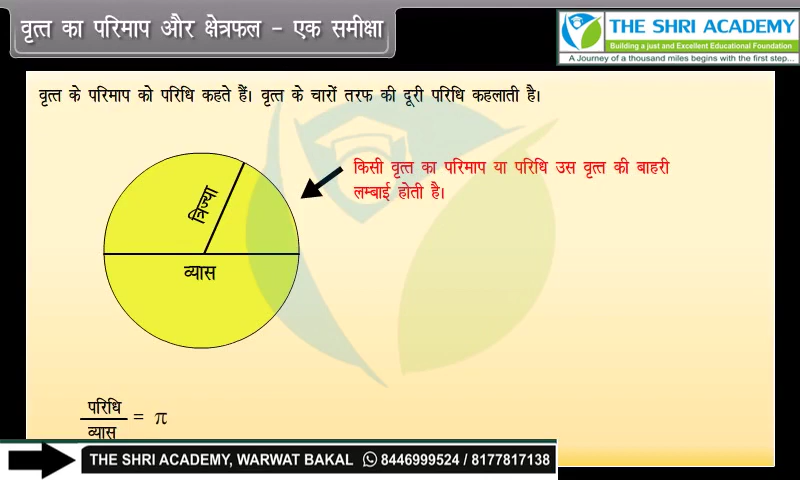 वृत्त का परिमाप और क्षेत्रफल - एक समीक्षा
THE SHRI ACADEMY
Building a just and Excellent Educational Foundation
A Journey of a thousand miles begins with the first step...
वृत्त के परिमाप को परिधि कहते हैं। वृत्त के चारों तरफ की दूरी परिधि कहलाती है।
किसी वृत्त का परिमाप या परिधि उस वृत्त की बाहरी
लम्बाई होती है।
त्रिज्या
व्यास
परिधि
व्यास
= π
THE SHRI ACADEMY, WARWAT BAKAL 8446999524 / 8177817138